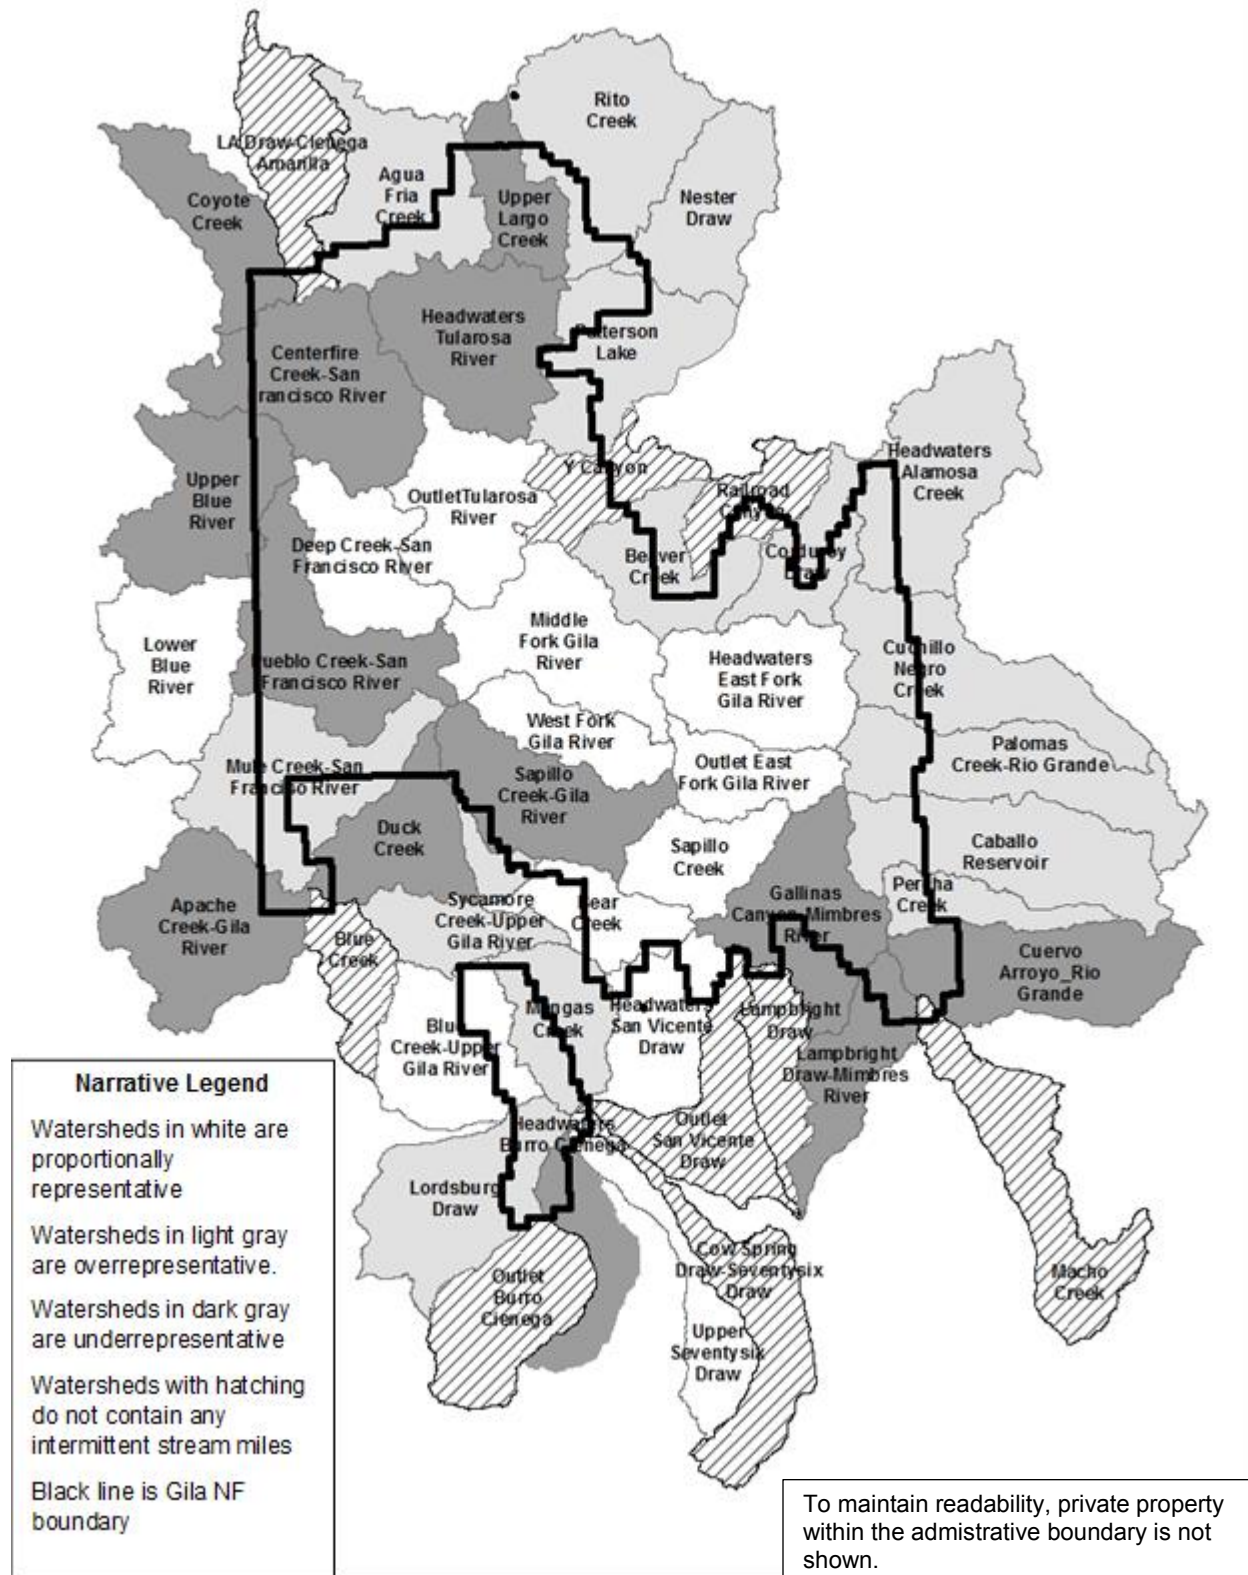 Rito
Creek
LA Draw-Cienega
Amarilla
Agua
Fria
Creek
Coyote
Creek
Upper
Largo
Creek
Nester
Draw
Headwaters
Tularosa
River
Patterson
Lake
Centerfire
Creek-San
Francisco River
Headwaters
Alamosa
Creek
Y Canyon
Upper
Blue
River
Outlet Tularosa
River
Railroad
Canyon
Deep Creek-San
Francisco River
Beaver
Creek
Corduroy
Draw
Middle
Fork Gila
River
Lower
Blue
River
Pueblo Creek-San
Francisco River
Headwaters
East Fork
Gila River
Cuchillo
Negro
Creek
West Fork
Gila River
Palomas
Creek-Rio Grande
Mule Creek-San
Franciso River
Sapillo
Creek-Gila
River
Outlet East
Fork Gila River
Duck
Creek
Sapillo
Creek
Caballo
Reservoir
Apache
Creek-Gila
River
Sycamore
Creek-Upper
Gila River
Bear
Creek
Gallinas
Canyon-Mimbres
River
Percha
Creek
Blue
Creek
Cuervo
Arroyo_Rio
Grande
Blue
Creek-Upper
Gila River
Mangas
Creek
Headwaters
San Vicente
Draw
Lampbright
Draw
Lampbright
Draw-Mimbres
River
Headwaters
Burro Cienega
Outlet
San Vicente
Draw
Lordsburg
Draw
Outlet
Burro
Cienega
Cow Spring
Draw-Seventysix
Draw
Macho
Creek
Upper
Seventysix
Draw
Narrative Legend
Watersheds in white are
proportionally
representative
Watersheds in light gray
are overrepresentative.
Watersheds in dark gray
are underrepresentative
Watersheds with hatching
do not contain any
intermittent stream miles
Black line is Gila NF
boundary
To maintain readability, private property
within the admistrative boundary is not
shown.